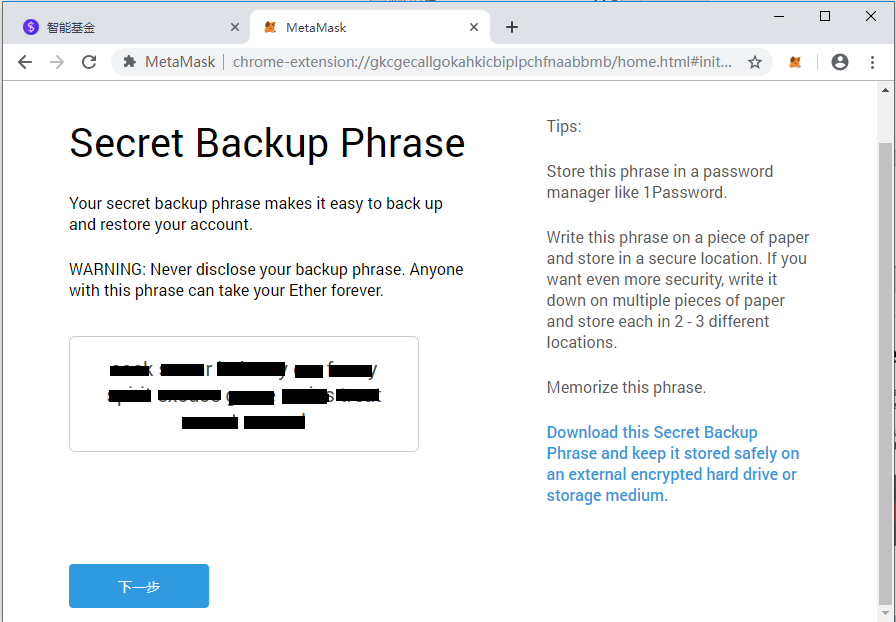 智能基金
MetaMask
MetaMask | chrome-extension://gkcgecallgokahkicbiplpchfnaabbmb/home.html#init...
Secret Backup Phrase
Your secret backup phrase makes it easy to back up
and restore your account.
WARNING: Never disclose your backup phrase. Anyone
with this phrase can take your Ether forever.
下一步
Tips:
Store this phrase in a password
manager like 1Password.
Write this phrase on a piece of paper
and store in a secure location. If you
want even more security, write it
down on multiple pieces of paper
and store each in 2 - 3 different
locations.
Memorize this phrase.
Download this Secret Backup
Phrase and keep it stored safely on
an external encrypted hard drive or
storage medium.